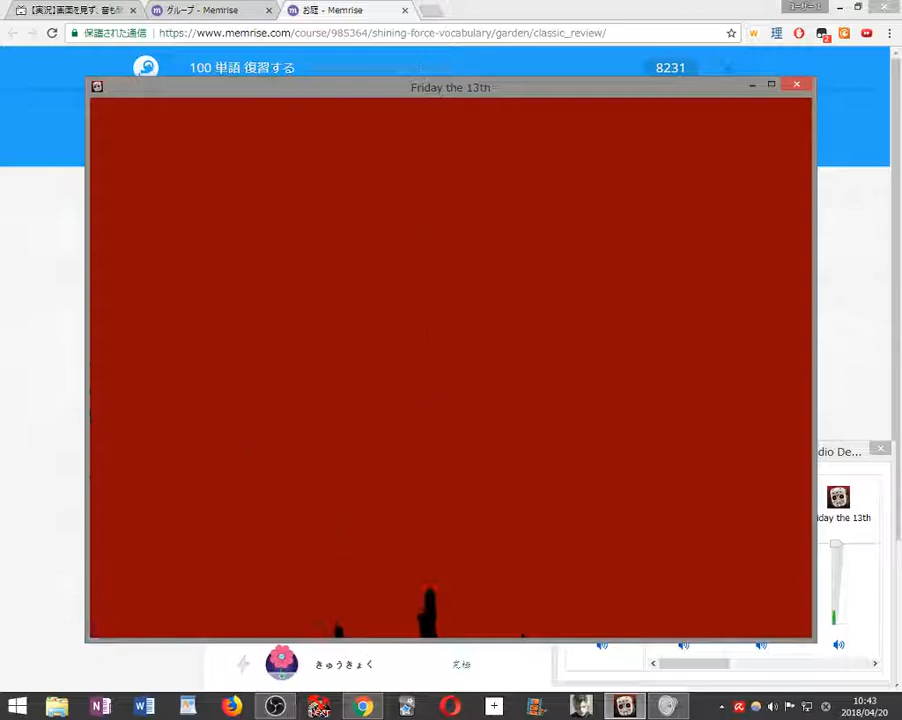 【実況】画面を見ず、音も
グループ - Memrise
お庭 - Memrise
保護された通信
https://www.memrise.com/course/985364/shining-force-vocabulary/garden/classic_review/
100 単語 復習する
8231
Friday the 13th
dio De...
iday the 13th
きゅうきょく
究極
10:43
2018/04/20